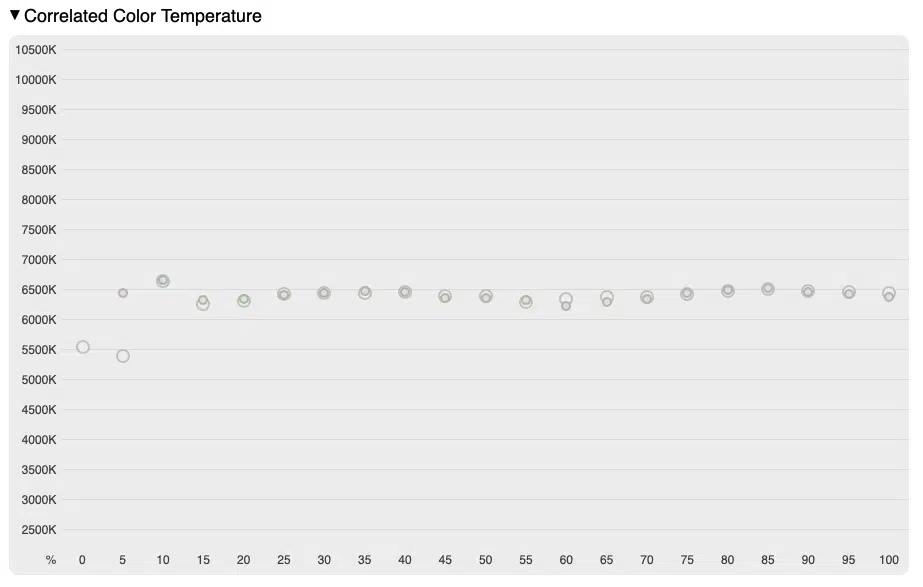 ▼Correlated Color Temperature
10500K
10000K
9500K
9000K
8500K
8000K
7500K
7000K
6500K
6000K
5500K
5000K
4500K
4000K
3500K
3000K
2500K
% 0 5 10 15 20 25 30 35 40 45 50 55 60 65 70 75 80 85 90 95 100